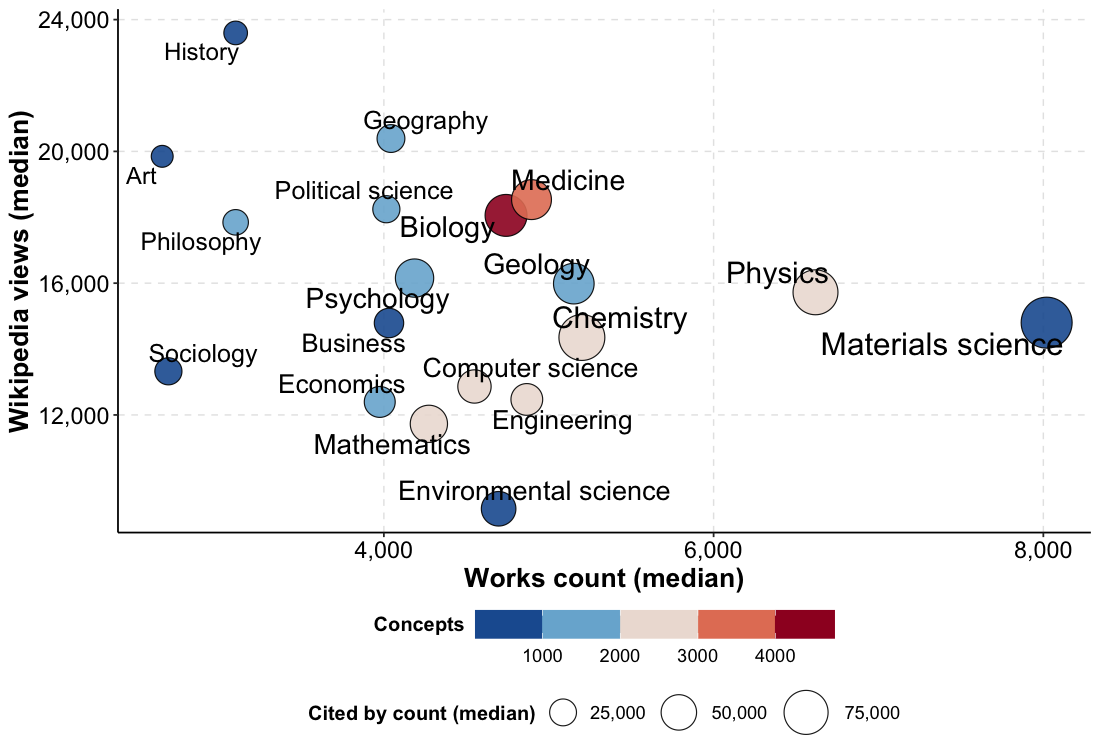 24,000
History
Geography
20,000
Art
Medicine
Political science
Biology
Philosophy
Geology
16,000
Physics
Psychology
Chemistry
Business
Materials science
Sociology
Computer science
Economics
12,000
Engineering
Mathematics
Environmental science
Wikipedia views (median)
4,000 6,000 8,000
Works count (median)
Concepts
1000 2000 3000 4000
Cited by count (median) 25,000 50,000 75,000